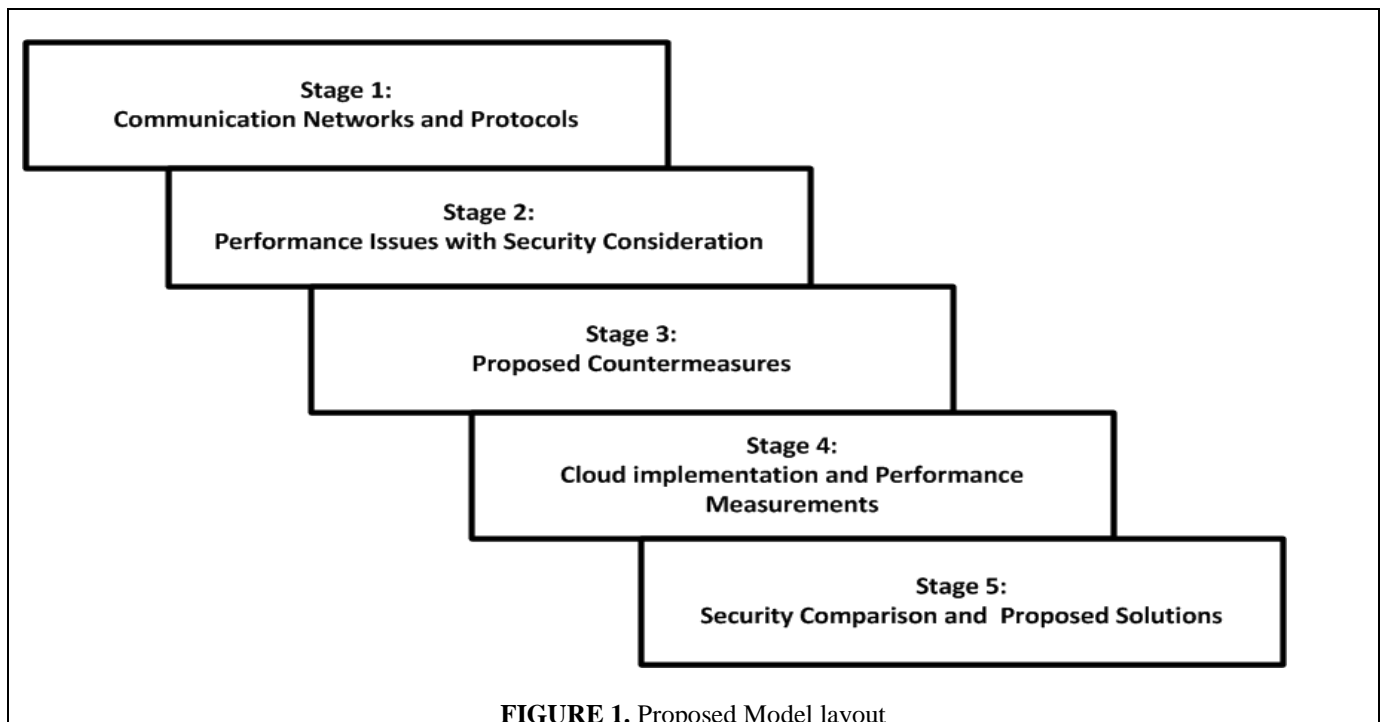 Stage 1:
Communication Networks and Protocols
Stage 2:
Performance Issues with Security Consideration
Stage 3:
Proposed Countermeasures
Stage 4:
Cloud implementation and Performance
Measurements
Stage 5:
Security Comparison and Proposed Solutions
FIGURE 1. Proposed Model layout